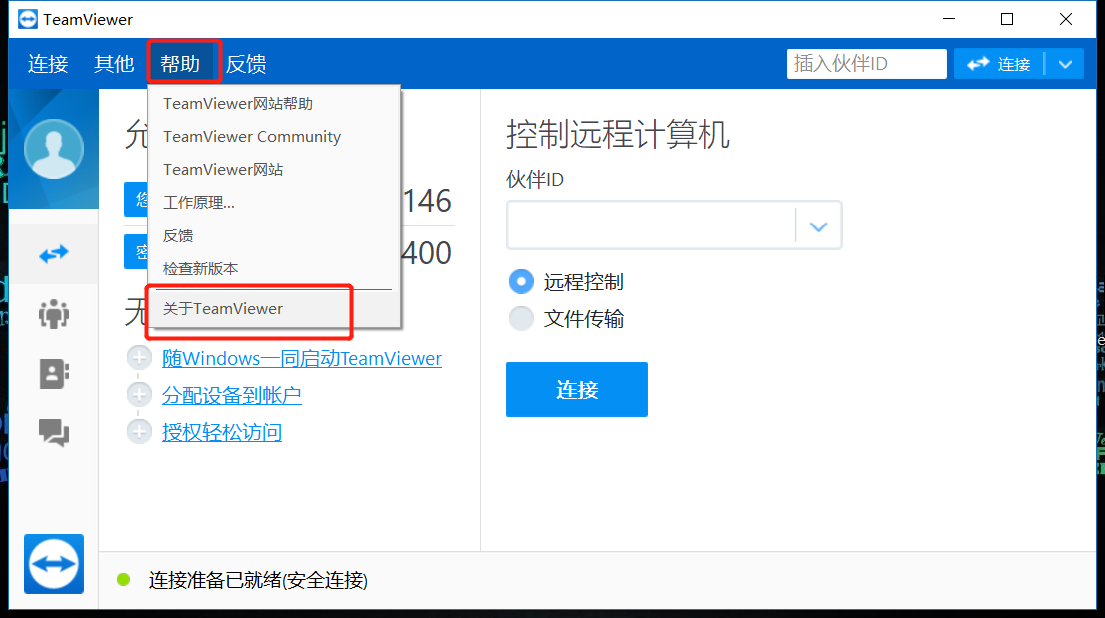 TeamViewer
连接 其他 帮助 反馈
插入伙伴ID
连接
TeamViewer网站帮助
TeamViewer Community
TeamViewer网站
工作原理...
反馈
检查新版本
关于TeamViewer
允
您
146
密
400
无
随Windows一同启动TeamViewer
分配设备到帐户
授权轻松访问
控制远程计算机
伙伴ID
远程控制
文件传输
连接
连接准备已就绪(安全连接)